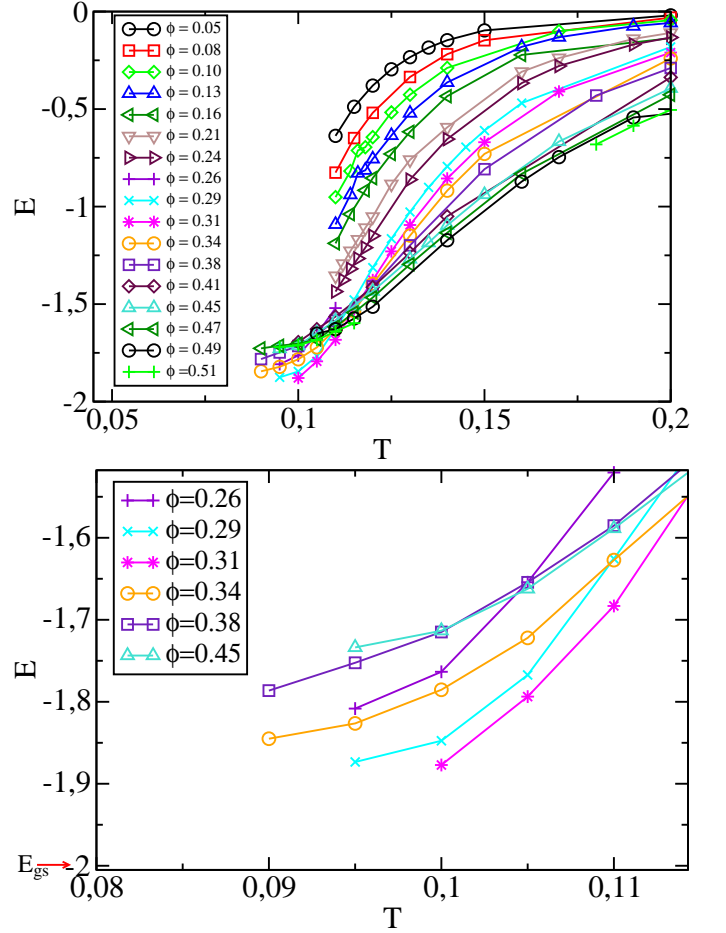 0
-0,5
-1
-1,5
-2
E
0,05
0,1
0,15
0,2
T
ϕ = 0.05
ϕ = 0.08
ϕ = 0.10
ϕ = 0.13
ϕ = 0.16
ϕ = 0.21
ϕ = 0.24
ϕ = 0.26
ϕ = 0.29
ϕ = 0.31
ϕ = 0.34
ϕ = 0.38
ϕ = 0.41
ϕ = 0.45
ϕ = 0.47
ϕ = 0.49
ϕ =0.51
-1,6
-1,7
-1,8
-1,9
-2
E
E_gs
0,08
0,09
0,1
0,11
T
ϕ=0.26
ϕ=0.29
ϕ=0.31
ϕ=0.34
ϕ=0.38
ϕ=0.45